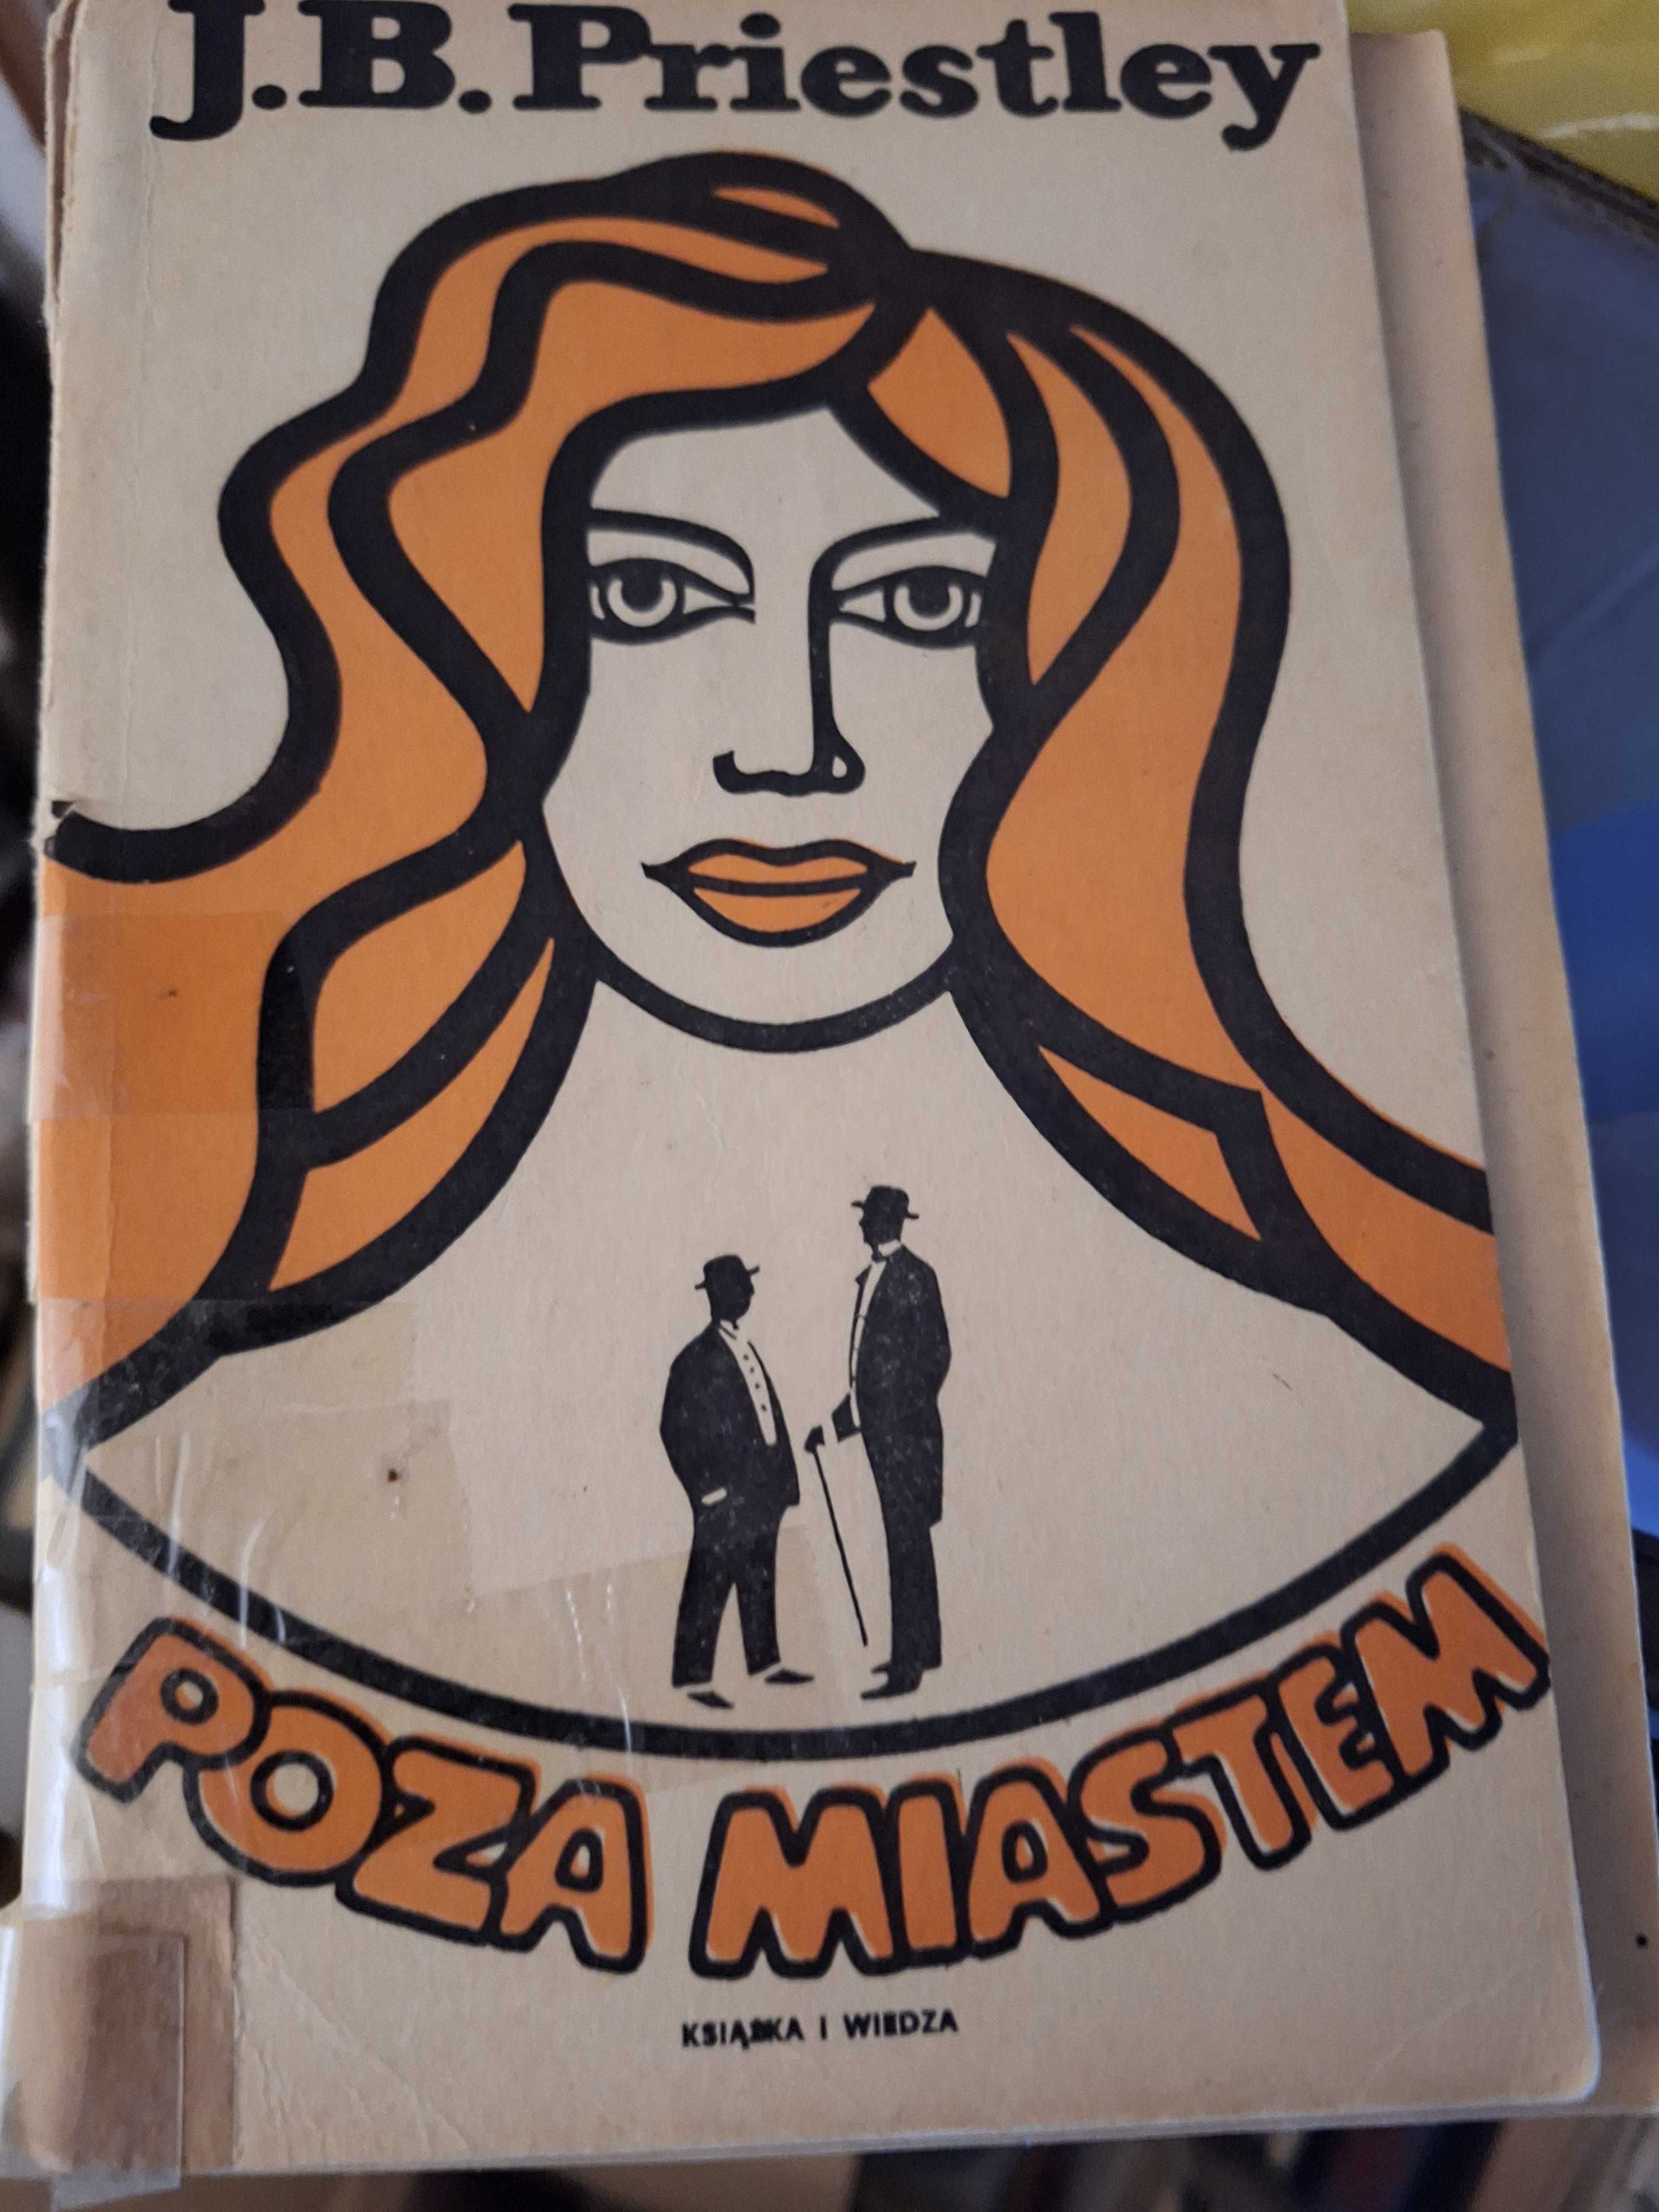 J.B. Priestley
POZA MIASTEM
KSIĄŻKA I WIEDZA